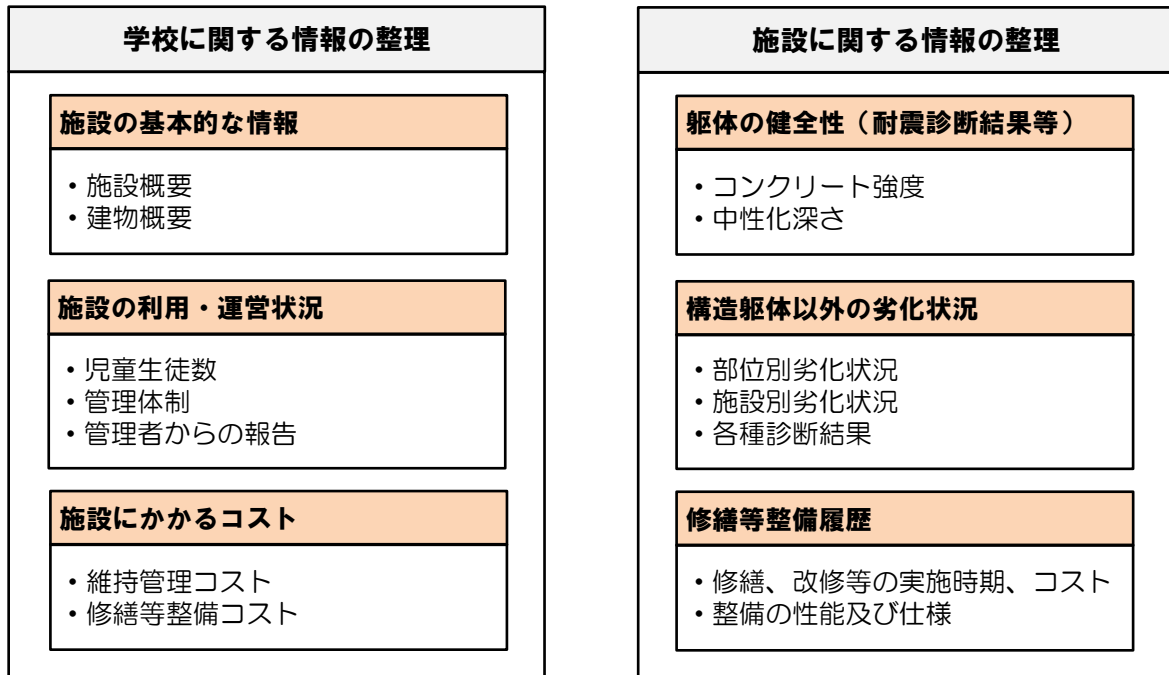 学校に関する情報の整理
施設の基本的な情報
・施設概要
・建物概要
施設の利用・運営状況
・児童生徒数
・管理体制
・管理者からの報告
施設にかかるコスト
・維持管理コスト
・修繕等整備コスト
施設に関する情報の整理
躯体の健全性（耐震診断結果等）
・コンクリート強度
・中性化深さ
構造躯体以外の劣化状況
・部位別劣化状況
・施設別劣化状況
・各種診断結果
修繕等整備履歴
・修繕、改修等の実施時期、コスト
・整備の性能及び仕様